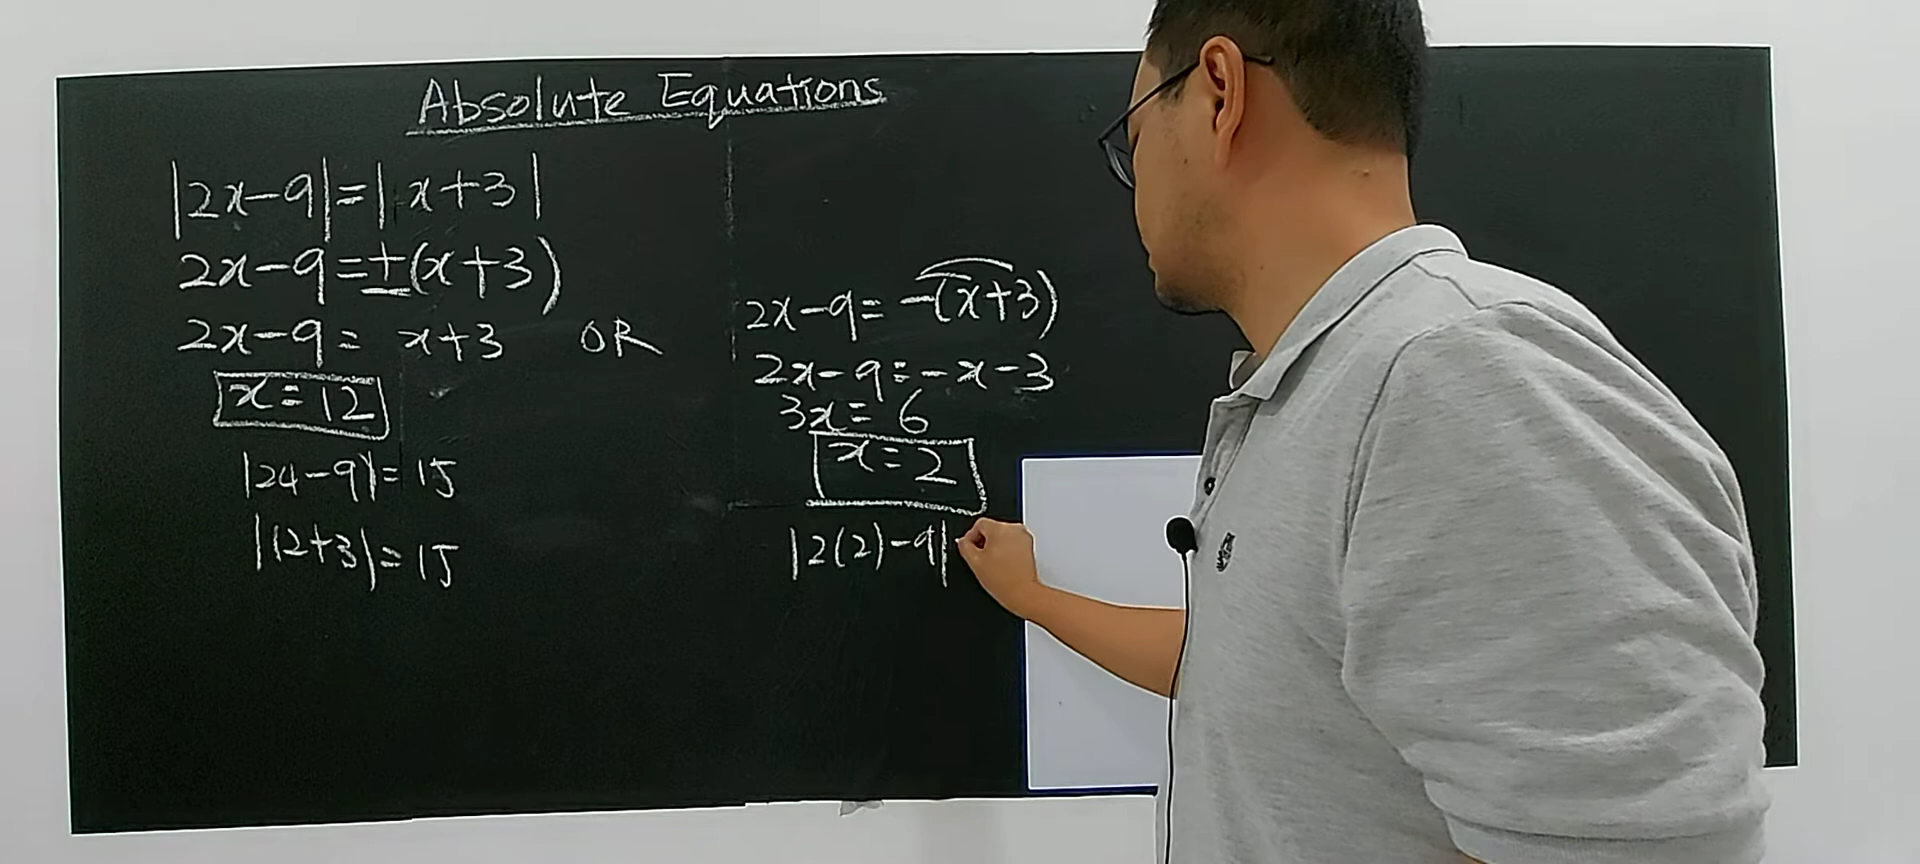 Absolute Equations
|2x-9|=|x+3|
2x-9=±(x+3)
2x-9= x+3 OR
x=12
|24-9|=15
|12+3|=15
2x-9= -(x+3)
2x-9=-x-3
3x= 6
x=2
|2(2)-9|